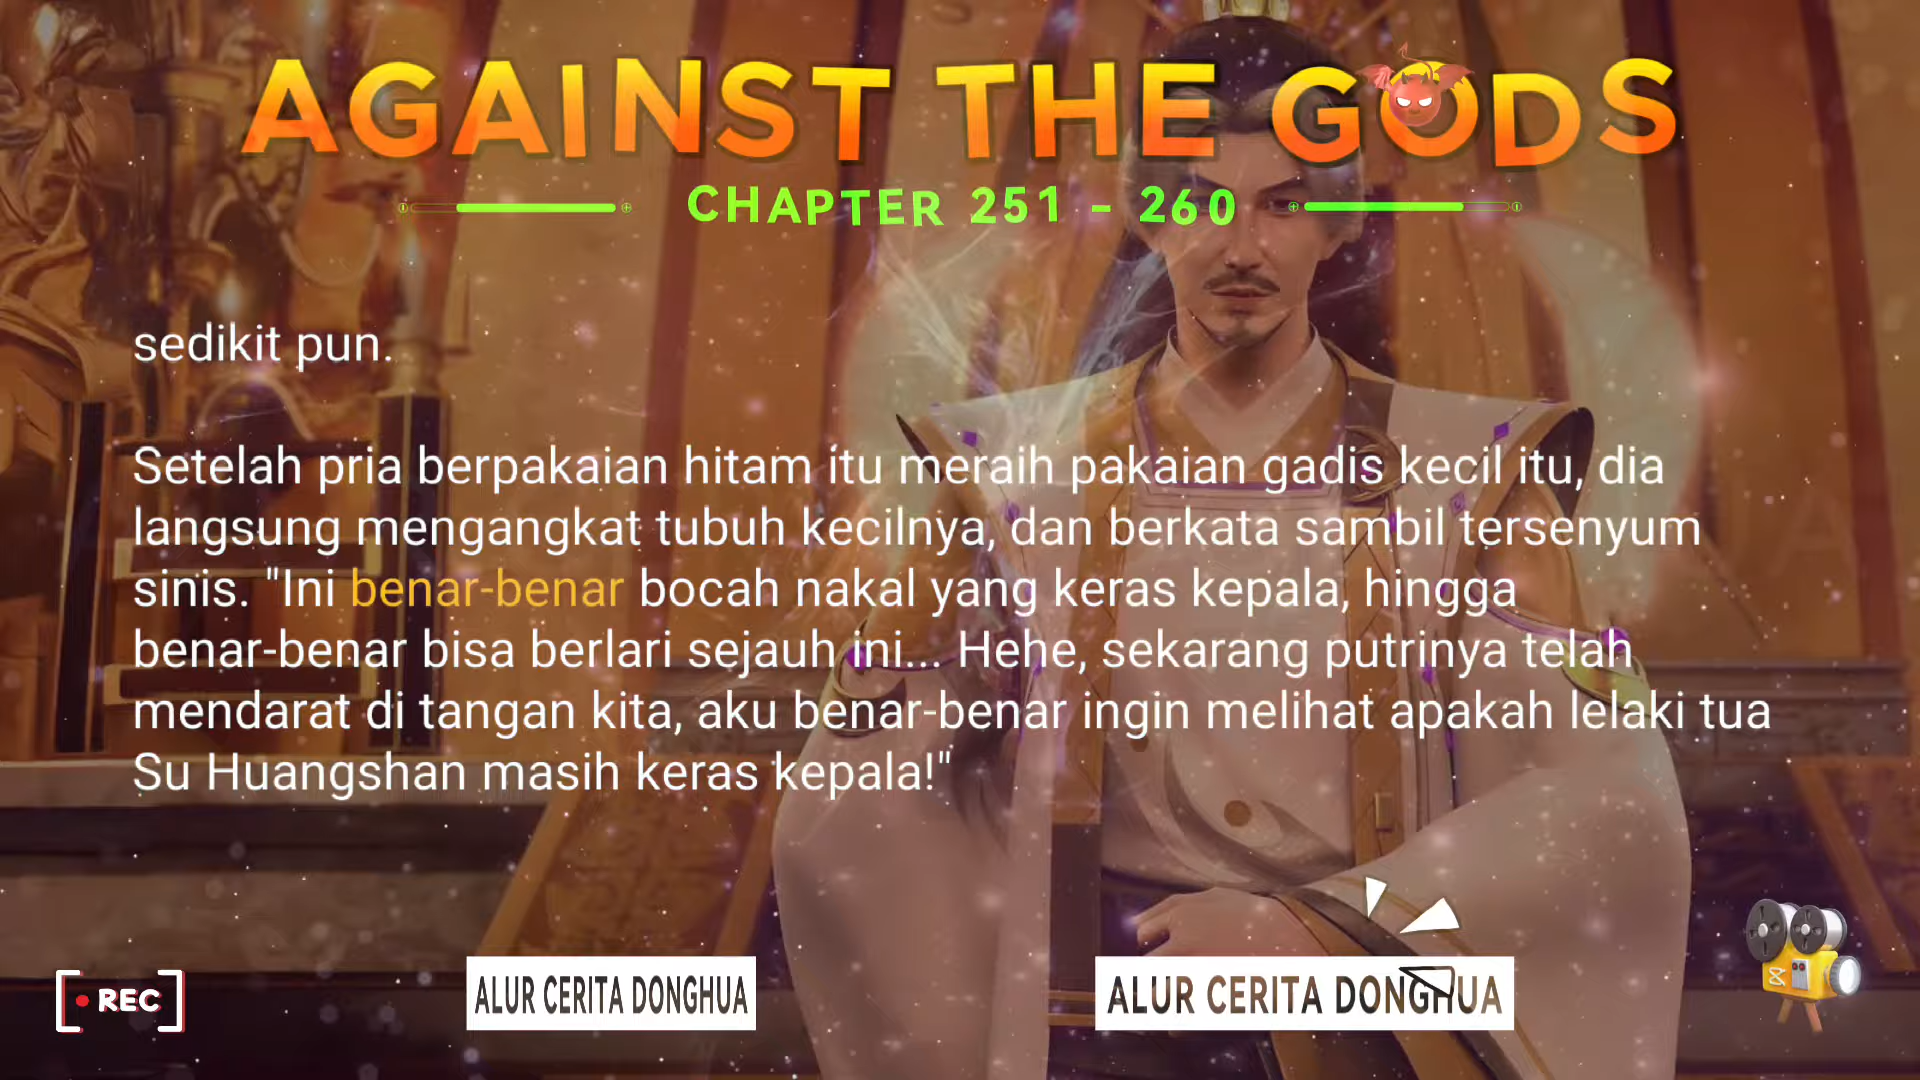 AGAINST THE GODS
CHAPTER 251 - 260
sedikit pun.
Setelah pria berpakaian hitam itu meraih pakaian gadis kecil itu, dia
langsung mengangkat tubuh kecilnya, dan berkata sambil tersenyum
sinis. "Ini benar-benar bocah nakal yang keras kepala, hingga
benar-benar bisa berlari sejauh ini... Hehe, sekarang putrinya telah
mendarat di tangan kita, aku benar-benar ingin melihat apakah lelaki tua
Su Huangshan masih keras kepala!"
REC
ALUR CERITA DONGHUA
ALUR CERITA DONGHUA